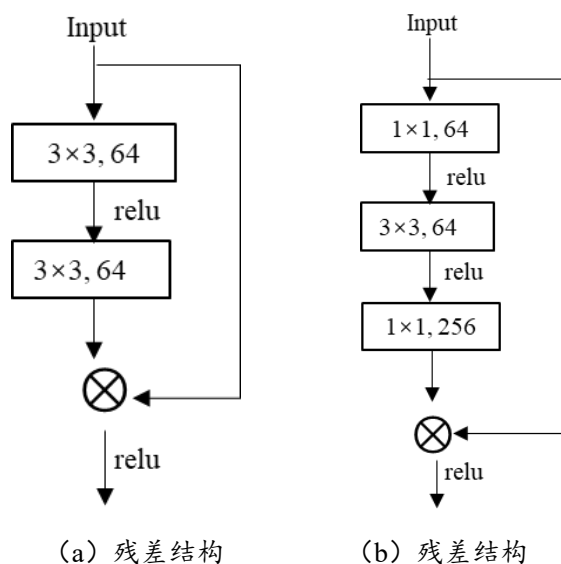 Input
3×3, 64
relu
3×3, 64
relu
(a) 残差结构
Input
1×1, 64
relu
3×3, 64
relu
1×1, 256
relu
(b) 残差结构